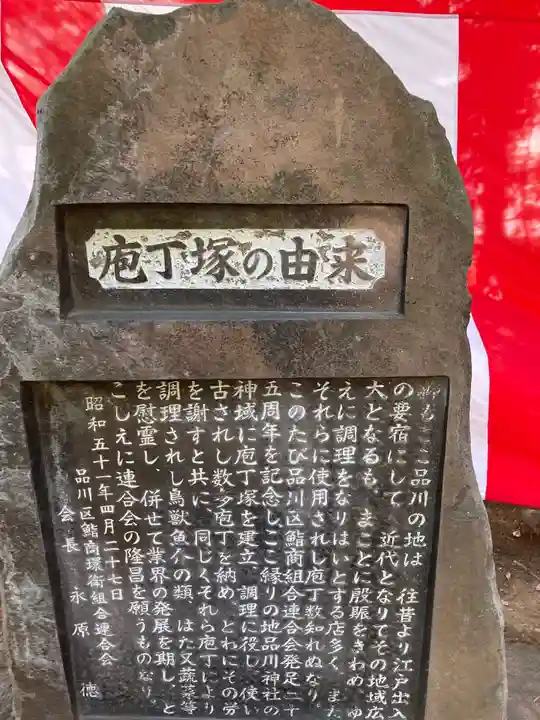 庖丁塚の由来
抑もここ品川の地は 往昔より江戸出入
の要宿にして 近代となりてその地域広
大となるも、まことに殷賑をきわめ ゆ
えに調理をなりはいとする店多く、また
それらに使用されし庖丁数知れぬなり。
このたび品川区鮨商組合連合会発足二十
五周年を記念しここ縁りの地品川神社の
神域に庖丁塚を建立、調理に役し使い
古されし数多庖丁を納め、とわにその労
を謝すと共に、同じくそれら庖丁により
調理されし鳥獣魚介の類、はた又蔬菜等
を慰霊し、併せて業界の発展を期し、と
こしえに連合会の隆昌を願うものなり。
昭和五十一年四月二十七日
品川区鮨商環衛組合連合会
会長 永原 徳